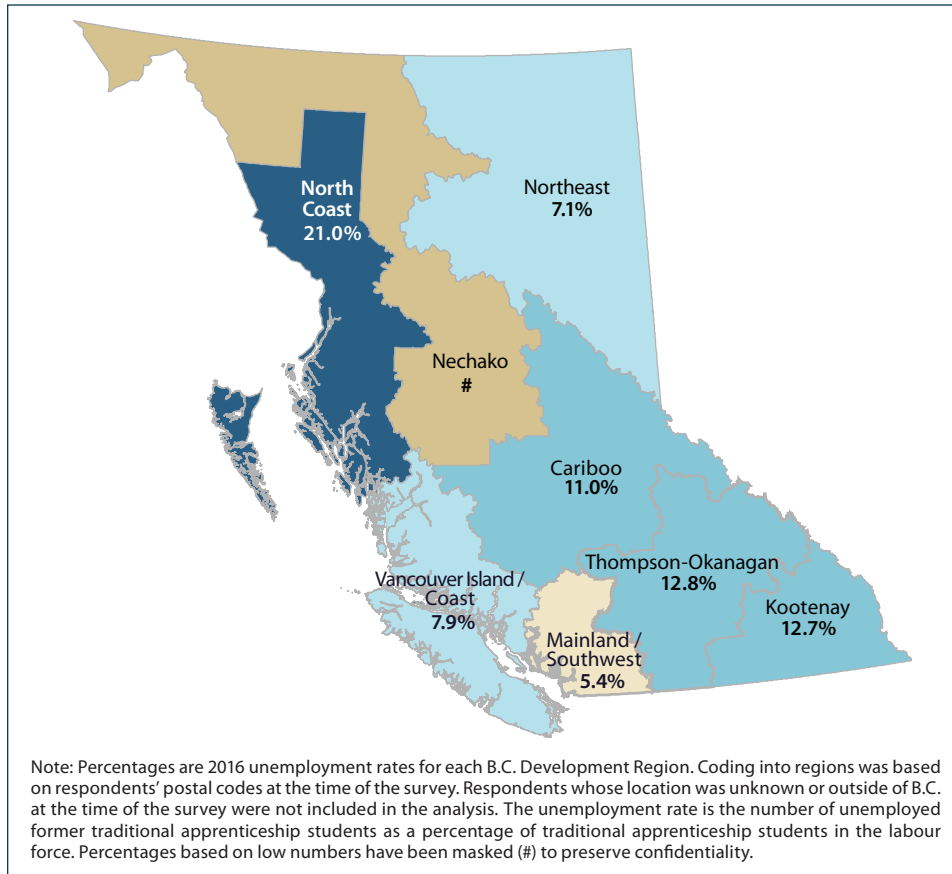 North
Coast
21.0%
Northeast
7.1%
Nechako
#
Cariboo
11.0%
Thompson-Okanagan
12.8%
Kootenay
12.7%
Vancouver Island /
Coast
7.9%
Mainland /
Southwest
5.4%
Note: Percentages are 2016 unemployment rates for each B.C. Development Region. Coding into regions was based
on respondents' postal codes at the time of the survey. Respondents whose location was unknown or outside of B.C.
at the time of the survey were not included in the analysis. The unemployment rate is the number of unemployed
former traditional apprenticeship students as a percentage of traditional apprenticeship students in the labour
force. Percentages based on low numbers have been masked (#) to preserve confidentiality.